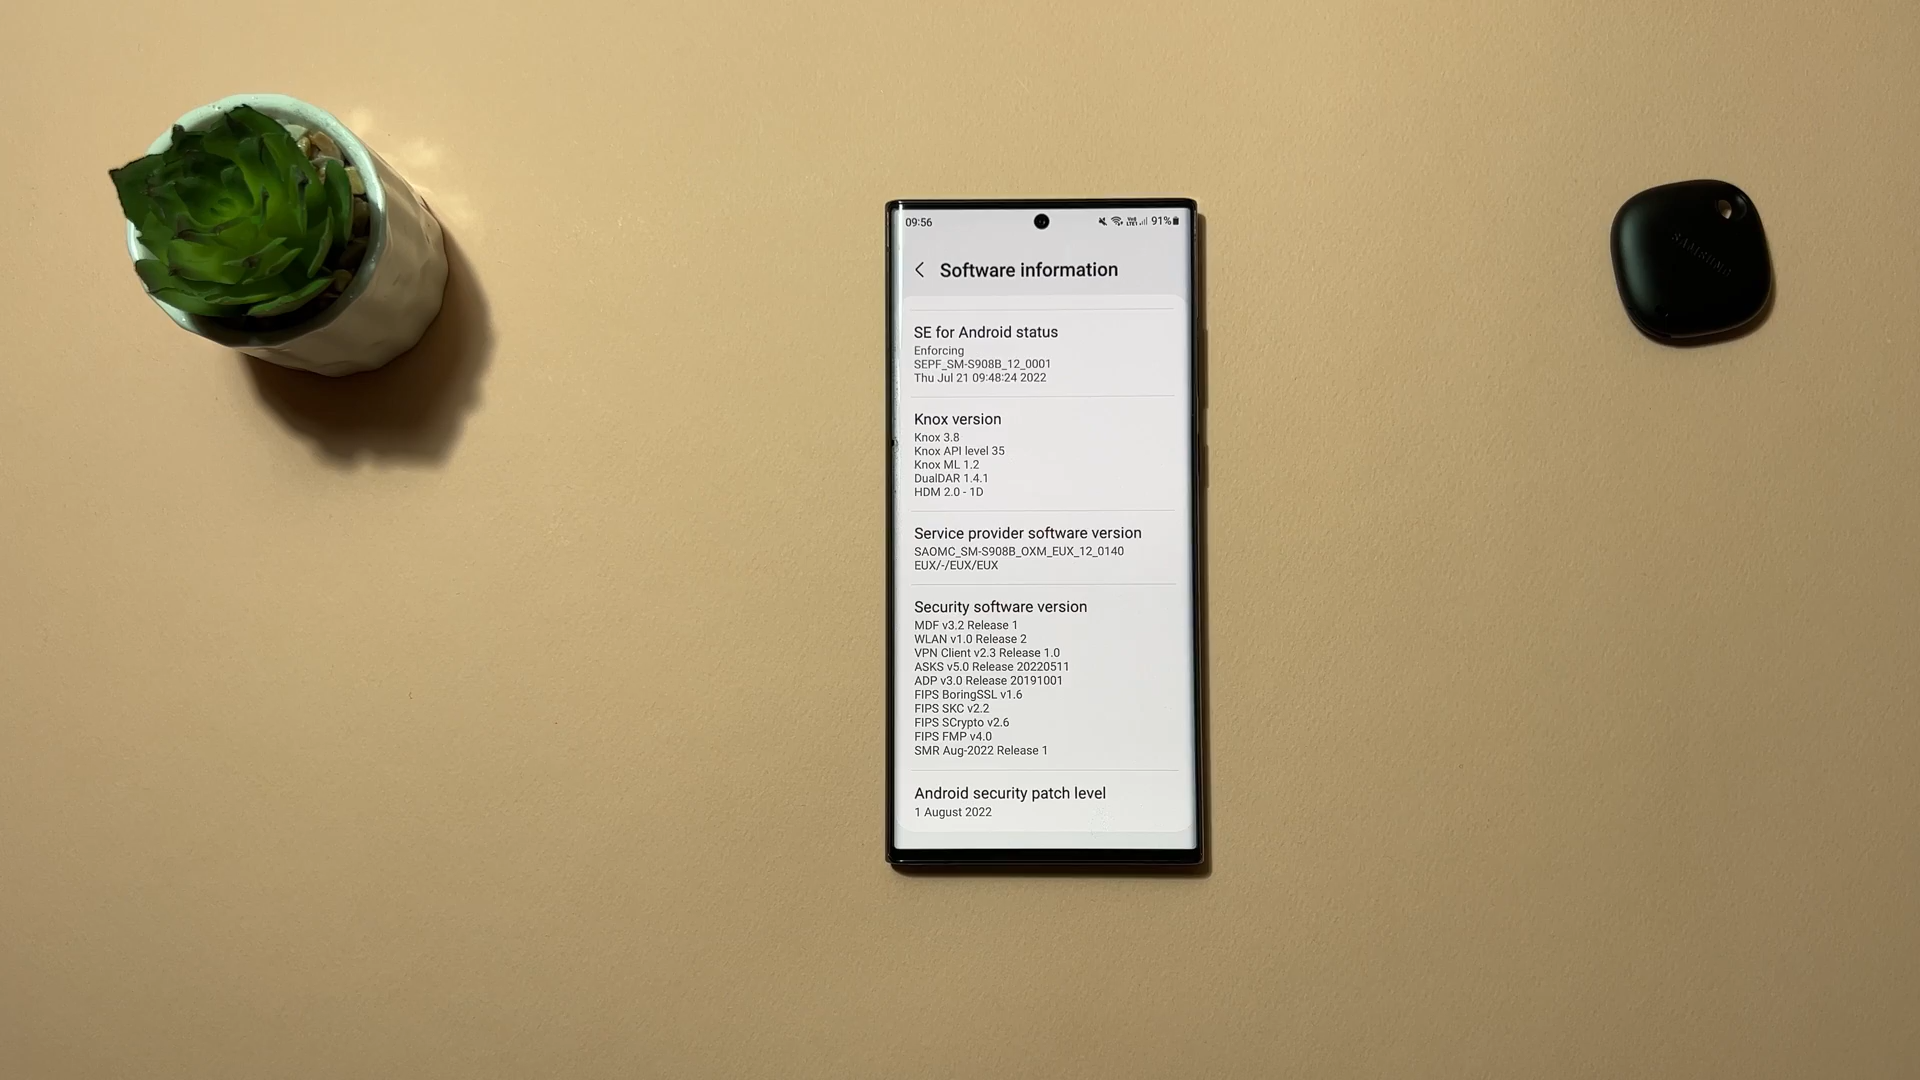 09:56
91%
Software information
SE for Android status
Enforcing
SEPF_SM-S908B_12_0001
Thu Jul 21 09:48:24 2022
Knox version
Knox 3.8
Knox API level 35
Knox ML 1.2
DualDAR 1.4.1
HDM 2.0 - 1D
Service provider software version
SAOMC_SM-S908B_OXM_EUX_12_0140
EUX/-/EUX/EUX
Security software version
MDF v3.2 Release 1
WLAN v1.0 Release 2
VPN Client v2.3 Release 1.0
ASKS v5.0 Release 20220511
ADP v3.0 Release 20191001
FIPS BoringSSL v1.6
FIPS SKC v2.2
FIPS SCrypto v2.6
FIPS FMP v4.0
SMR Aug-2022 Release 1
Android security patch level
1 August 2022
SAMSUNG